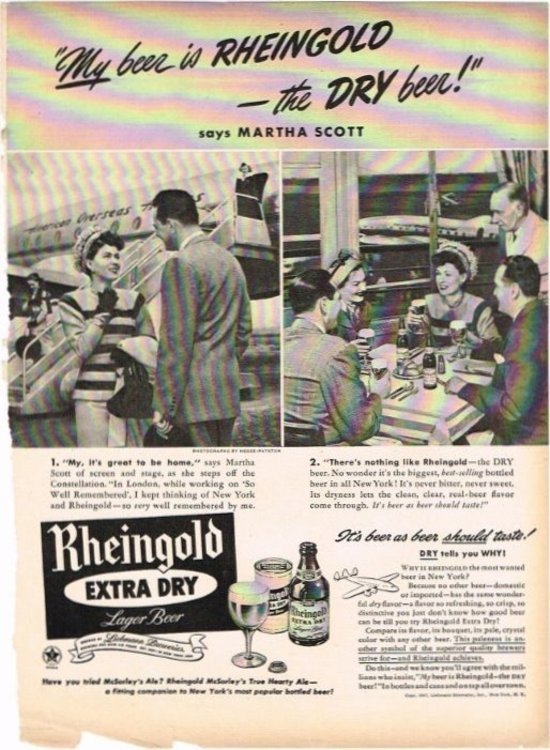 "My beer is RHEINGOLD
—the DRY beer!"
says MARTHA SCOTT
American Overseas
PHOTOGRAPHS BY HESSE-PAYNTER
1. "My, it's great to be home," says Martha
Scott of screen and stage, as she steps off the
Constellation. "In London, while working on 'So
Well Remembered', I kept thinking of New York
and Rheingold—so very well remembered by me.
2. "There's nothing like Rheingold—the DRY
beer. No wonder it's the biggest, best-selling bottled
beer in all New York! It's never bitter, never sweet.
Its dryness lets the clean, clear, real-beer flavor
come through. It's beer as beer should taste!"
Rheingold
EXTRA DRY
Lager Beer
Liebmann Breweries
Rheingold
EXTRA DRY
It's beer as beer should taste!
DRY tells you WHY!
WHY IS RHEINGOLD the most wanted
beer in New York?
Because no other beer—domestic
or imported—has the same wonder-
ful dry flavor—a flavor so refreshing, so crisp, so
distinctive you just don't know how good beer
can be till you try Rheingold Extra Dry!
Compare its flavor, its bouquet, its pale, crystal
color with any other beer. This paleness is an-
other symbol of the superior quality brewers
strive for—and Rheingold achieves.
Do this—and we know you'll agree with the mil-
lions who insist, "My beer is Rheingold—the DRY
beer!" In bottles and cans and on tap all over town.
Have you tried McSorley's Ale? Rheingold McSorley's True Hearty Ale—
a fitting companion to New York's most popular bottled beer!